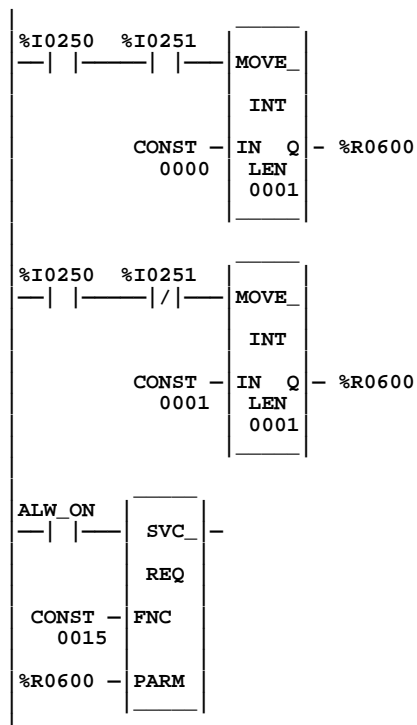 %I0250 %I0251
MOVE_
INT
CONST IN Q %R0600
0000 LEN
0001
%I0250 %I0251
/ MOVE_
INT
CONST IN Q %R0600
0001 LEN
0001
ALW_ON
SVC_
REQ
CONST FNC
0015
%R0600 PARM